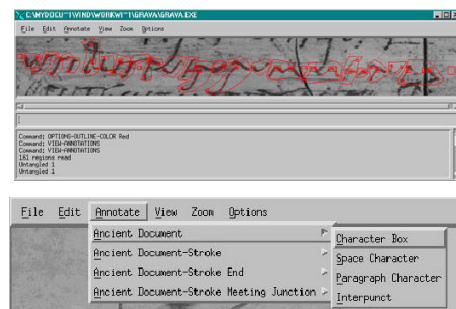 C:\MYDOCU~1\WIND\WORKWI~1\GRAVA\GRAVA.EXE
File Edit Annotate View Zoom Options
Command: OPTIONS-OUTLINE-COLOR Red
Command: VIEW-ANNOTATIONS
Command: VIEW-ANNOTATIONS
161 regions read
Untangled 1
Untangled 1
File Edit Annotate View Zoom Options
Ancient Document
Character Box
Ancient Document-Stroke
Space Character
Ancient Document-Stroke End
Paragraph Character
Ancient Document-Stroke Meeting Junction
Interpunct